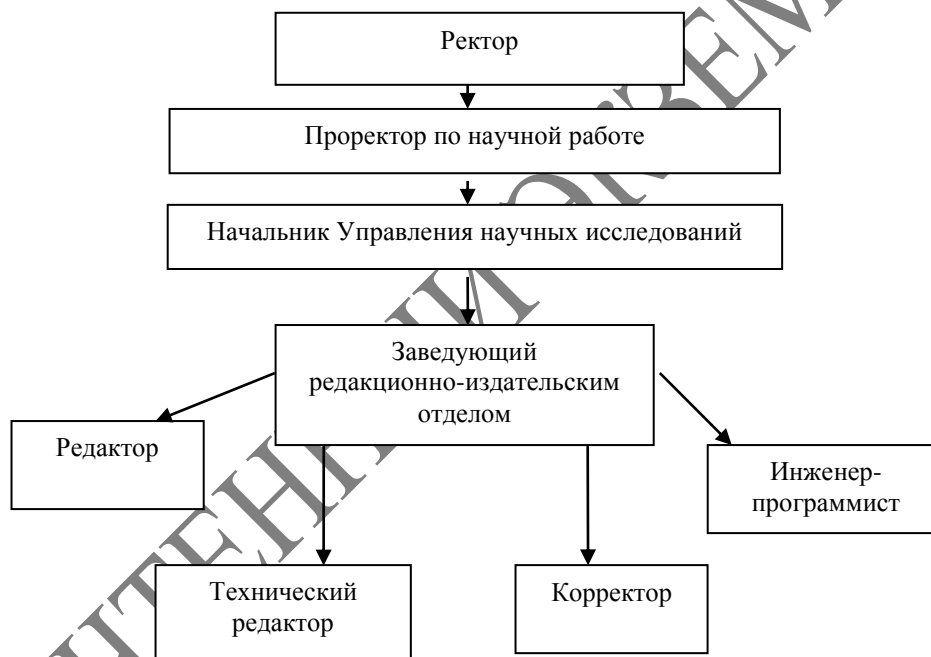 Ректор
Проректор по научной работе
Начальник Управления научных исследований
Заведующий
редакционно-издательским
отделом
Редактор
Инженер-
программист
Технический
редактор
Корректор